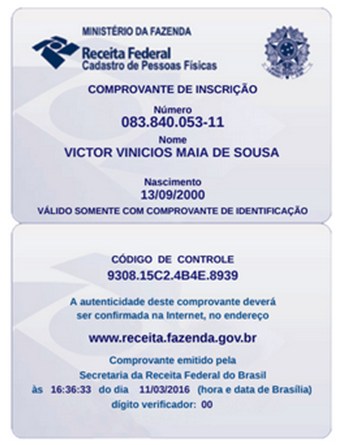 MINISTÉRIO DA FAZENDA
Receita Federal
Cadastro de Pessoas Físicas
COMPROVANTE DE INSCRIÇÃO
Número
083.840.053-11
Nome
VICTOR VINICIOS MAIA DE SOUSA
Nascimento
13/09/2000
VÁLIDO SOMENTE COM COMPROVANTE DE IDENTIFICAÇÃO
CÓDIGO DE CONTROLE
9308.15C2.4B4E.8939
A autenticidade deste comprovante deverá
ser confirmada na Internet, no endereço
www.receita.fazenda.gov.br
Comprovante emitido pela
Secretaria da Receita Federal do Brasil
às 16:36:33 do dia 11/03/2016 (hora e data de Brasília)
dígito verificador: 00